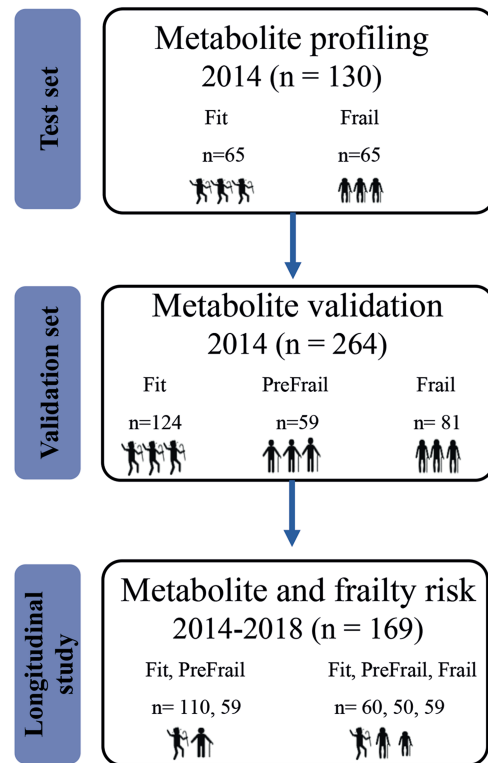 Test set
Metabolite profiling
2014 (n = 130)
Fit Frail
n=65 n=65
Validation set
Metabolite validation
2014 (n = 264)
Fit PreFrail Frail
n=124 n=59 n= 81
Longitudinal
study
Metabolite and frailty risk
2014-2018 (n = 169)
Fit, PreFrail Fit, PreFrail, Frail
n= 110, 59 n= 60, 50, 59